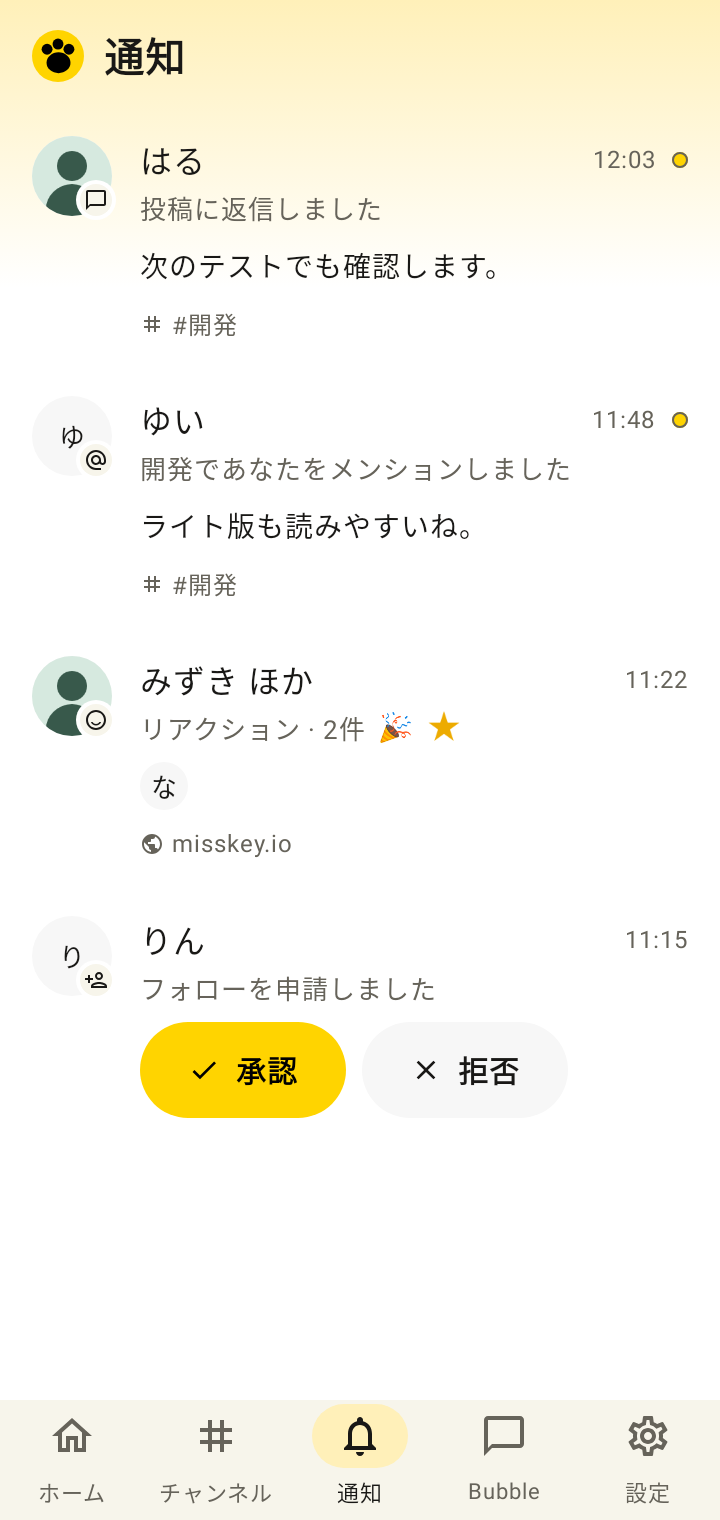 通知
はる 12:03
投稿に返信しました
次のテストでも確認します。
#開発
ゆ
ゆい 11:48
開発であなたをメンションしました
ライト版も読みやすいね。
#開発
みずき ほか 11:22
リアクション · 2件 🎉 ★
な
misskey.io
り
りん 11:15
フォローを申請しました
承認 拒否
ホーム チャンネル 通知 Bubble 設定